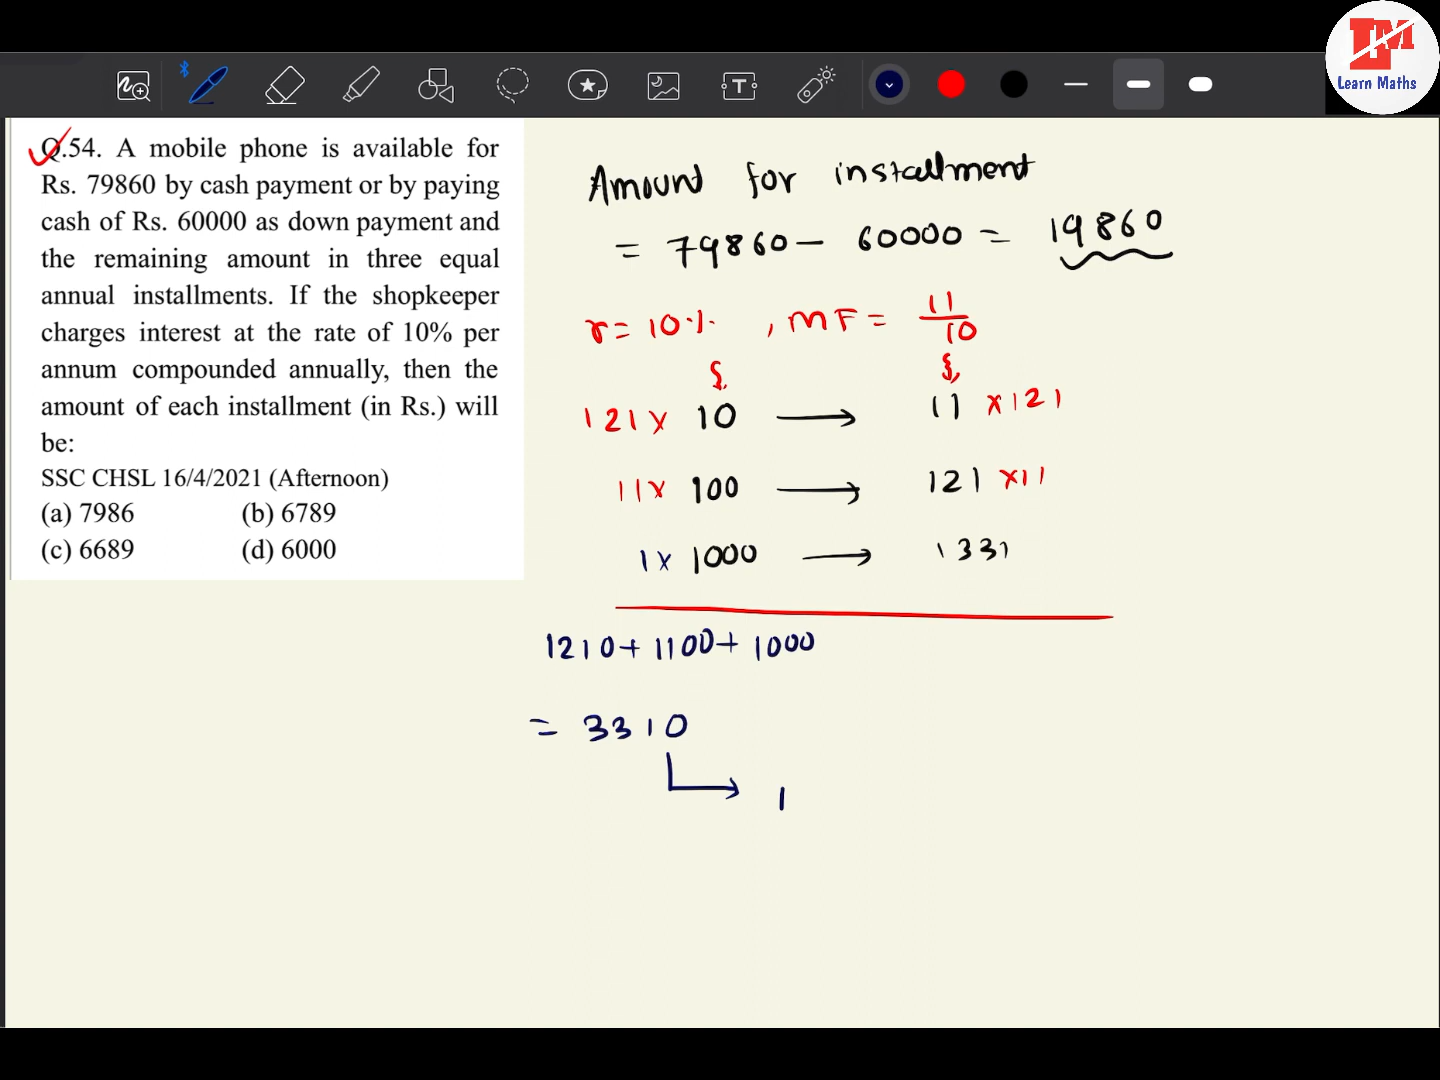 LM
Learn Maths
T
Q.54. A mobile phone is available for
Rs. 79860 by cash payment or by paying
cash of Rs. 60000 as down payment and
the remaining amount in three equal
annual installments. If the shopkeeper
charges interest at the rate of 10% per
annum compounded annually, then the
amount of each installment (in Rs.) will
be:
SSC CHSL 16/4/2021 (Afternoon)
(a) 7986 (b) 6789
(c) 6689 (d) 6000
Amount for installment
= 79860 - 60000 = 19860
r = 10%, MF = 11/10
121 × 10 → 11 × 121
11 × 100 → 121 × 11
1 × 1000 → 1331
1210 + 1100 + 1000
= 3310